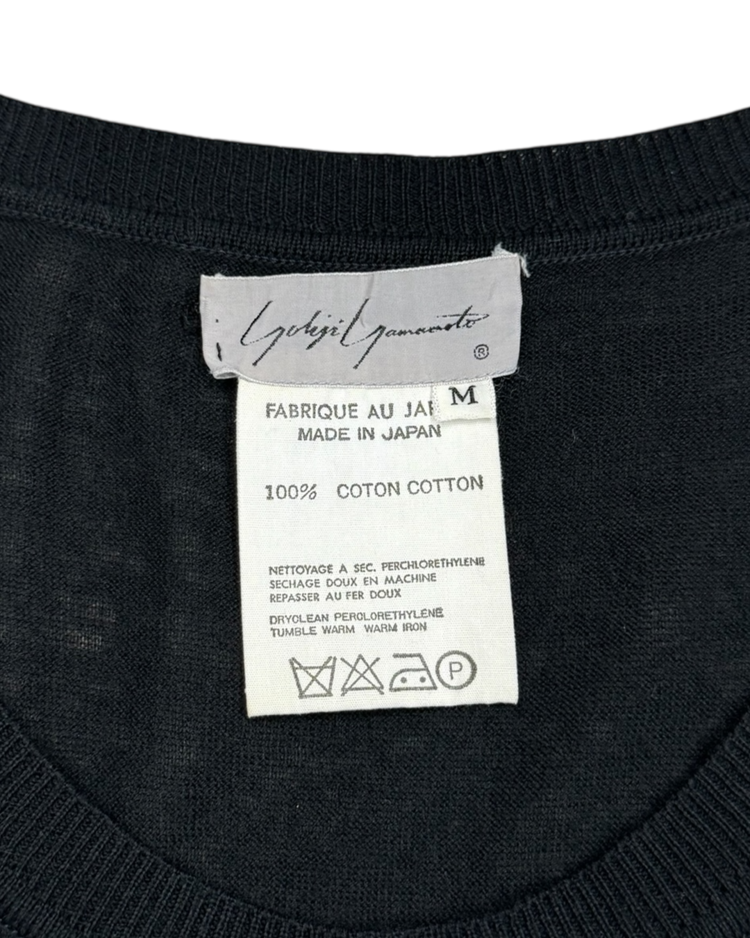 Yohji Yamamoto
®
M
FABRIQUE AU JAP
MADE IN JAPAN
100% COTON COTTON
NETTOYAGE A SEC. PERCHLORETHYLENE
SECHAGE DOUX EN MACHINE
REPASSER AU FER DOUX
DRYCLEAN PERCLORETHYLENE
TUMBLE WARM WARM IRON
P